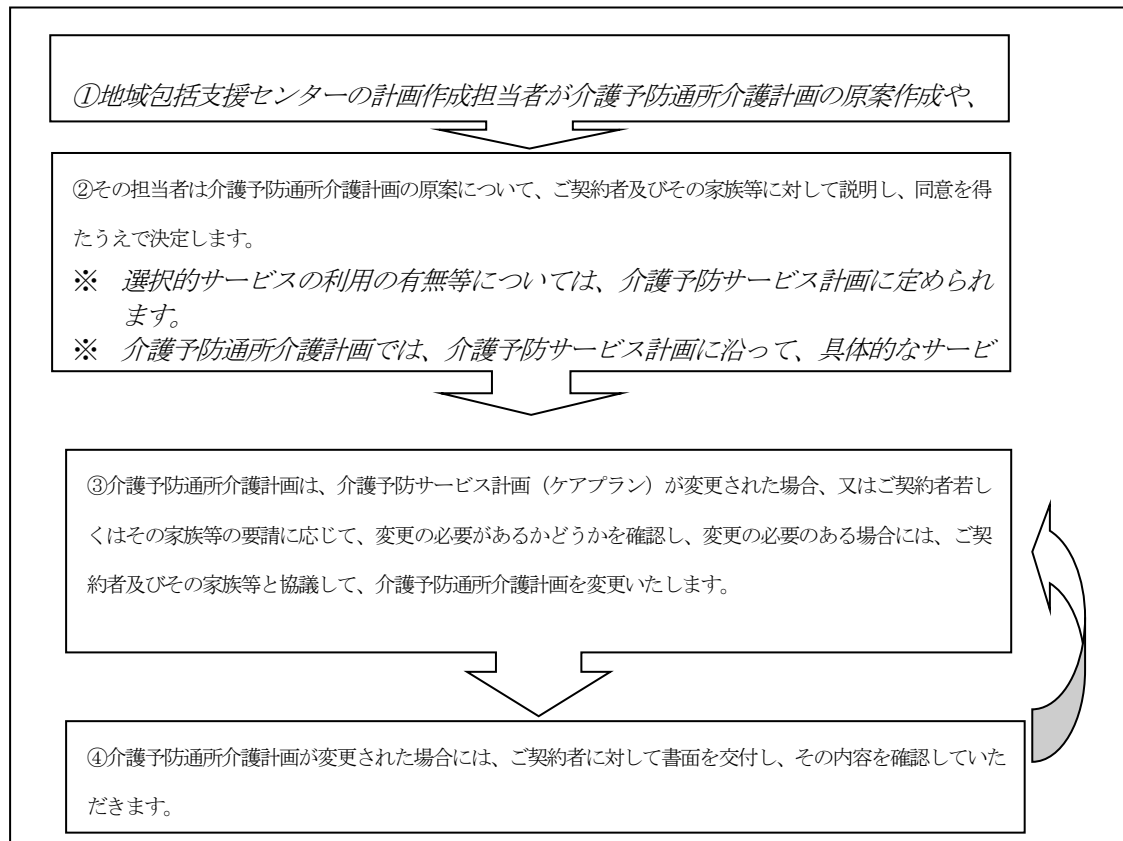 ①地域包括支援センターの計画作成担当者が介護予防通所介護計画の原案作成や、
②その担当者は介護予防通所介護計画の原案について、ご契約者及びその家族等に対して説明し、同意を得
たうえで決定します。
※　選択的サービスの利用の有無等については、介護予防サービス計画に定められ
ます。
※　介護予防通所介護計画では、介護予防サービス計画に沿って、具体的なサービ
③介護予防通所介護計画は、介護予防サービス計画（ケアプラン）が変更された場合、又はご契約者若し
くはその家族等の要請に応じて、変更の必要があるかどうかを確認し、変更の必要のある場合には、ご契
約者及びその家族等と協議して、介護予防通所介護計画を変更いたします。
④介護予防通所介護計画が変更された場合には、ご契約者に対して書面を交付し、その内容を確認していた
だきます。